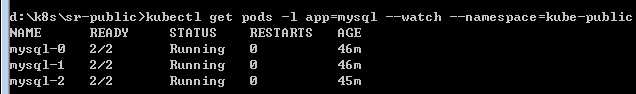 d:\k8s\sr-public>kubectl get pods -l app=mysql --watch --namespace=kube-public
NAME READY STATUS RESTARTS AGE
mysql-0 2/2 Running 0 46m
mysql-1 2/2 Running 0 46m
mysql-2 2/2 Running 0 45m